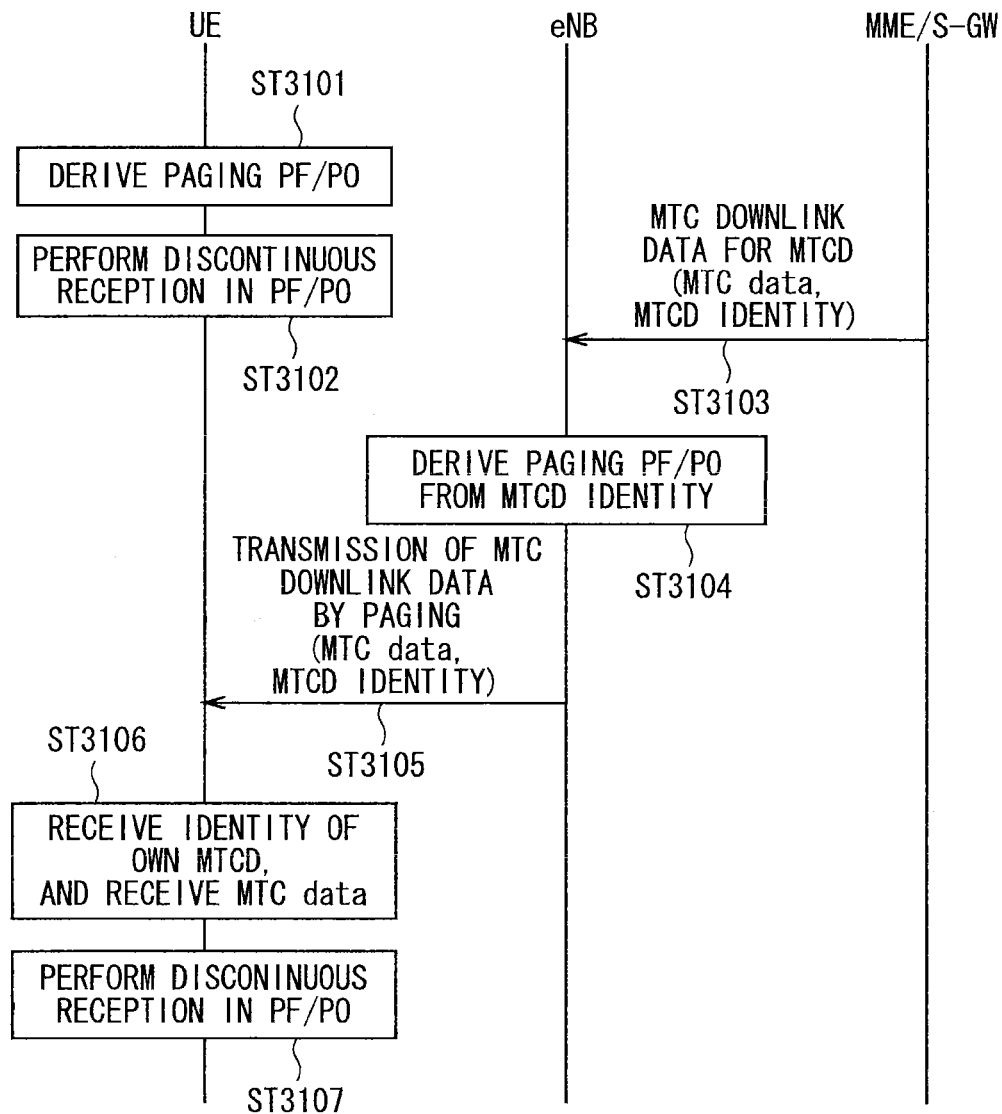 UE
eNB
MME/S-GW
ST3101
DERIVE PAGING PF/PO
PERFORM DISCONTINUOUS
RECEPTION IN PF/PO
ST3102
MTC DOWNLINK
DATA FOR MTCD
(MTC data,
MTCD IDENTITY)
ST3103
DERIVE PAGING PF/PO
FROM MTCD IDENTITY
ST3104
TRANSMISSION OF MTC
DOWNLINK DATA
BY PAGING
(MTC data,
MTCD IDENTITY)
ST3105
ST3106
RECEIVE IDENTITY OF
OWN MTCD,
AND RECEIVE MTC data
PERFORM DISCONINUOUS
RECEPTION IN PF/PO
ST3107